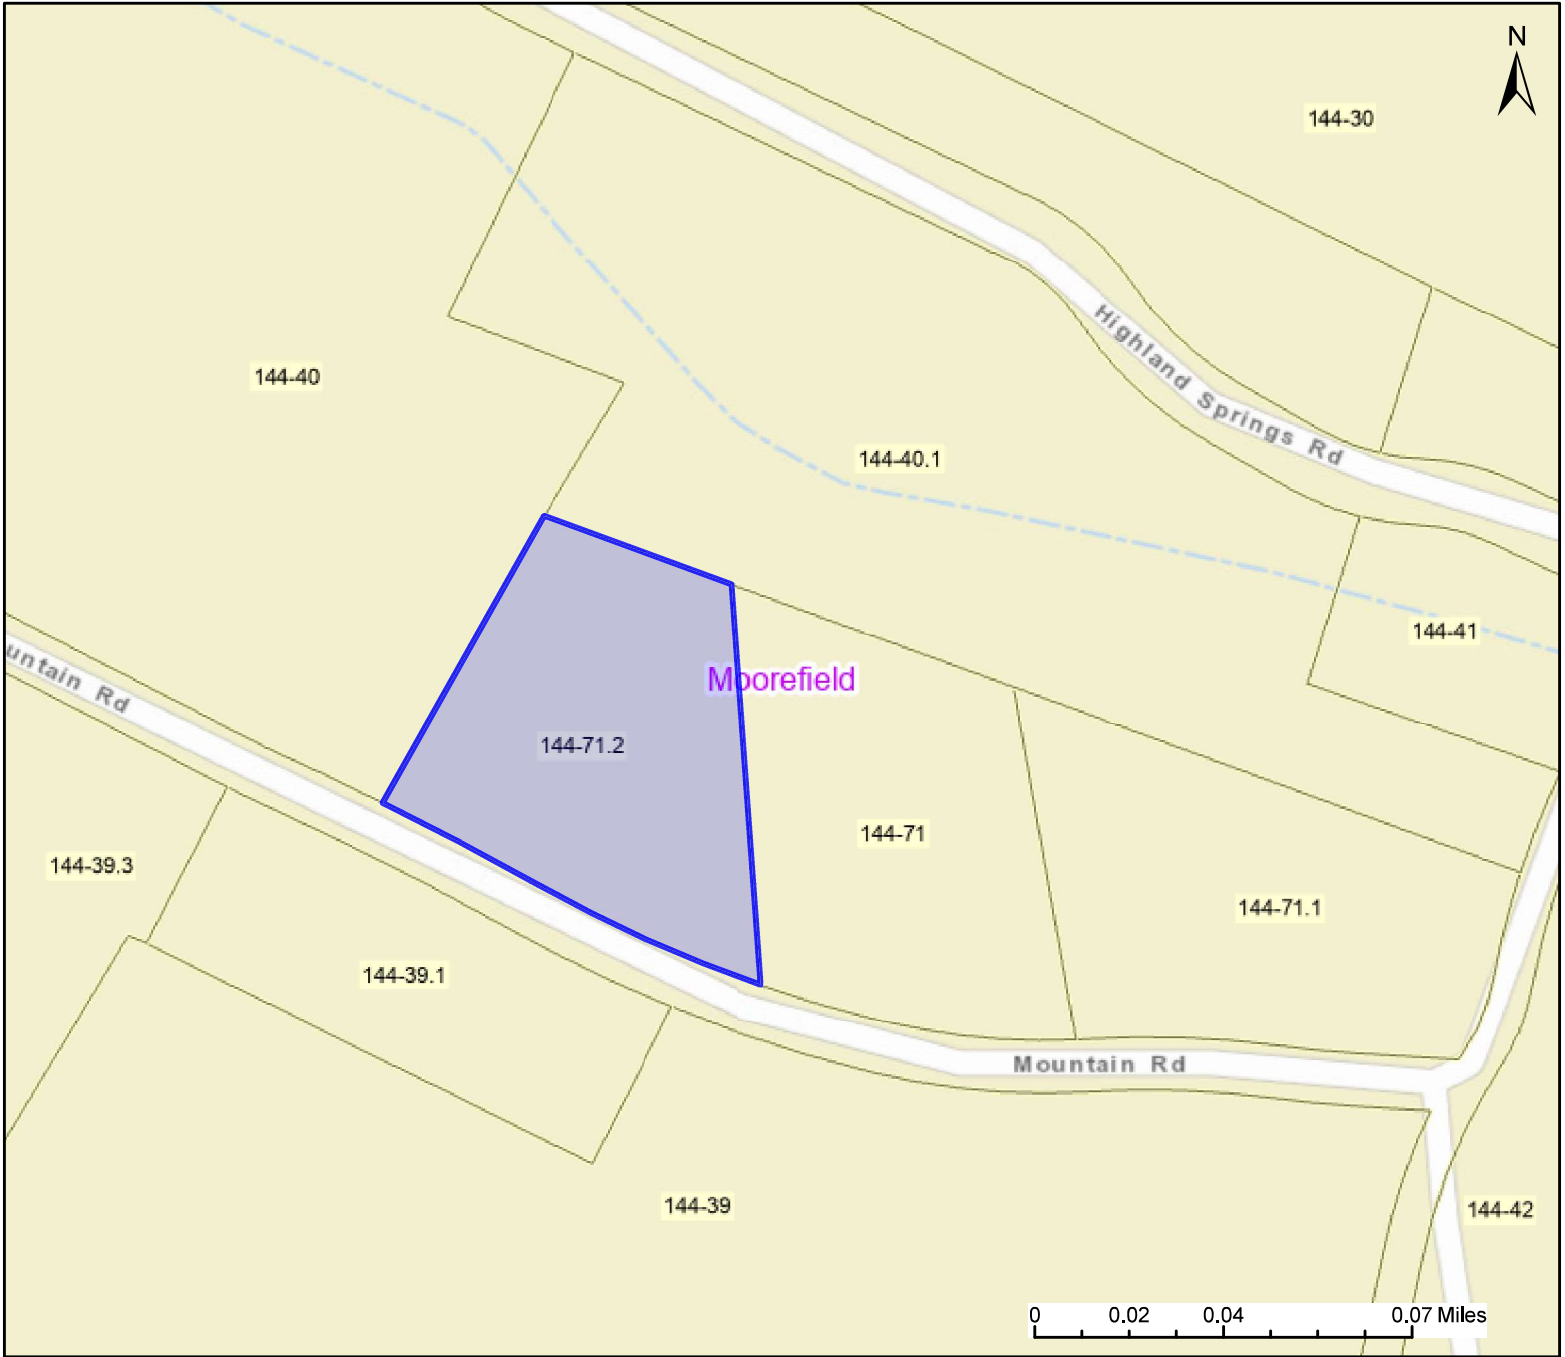 N
144-30
Highland Springs Rd
144-40
144-40.1
144-41
untain Rd
Moorefield
144-71.2
144-71
144-39.3
144-71.1
144-39.1
Mountain Rd
144-39
144-42
0 0.02 0.04 0.07 Miles